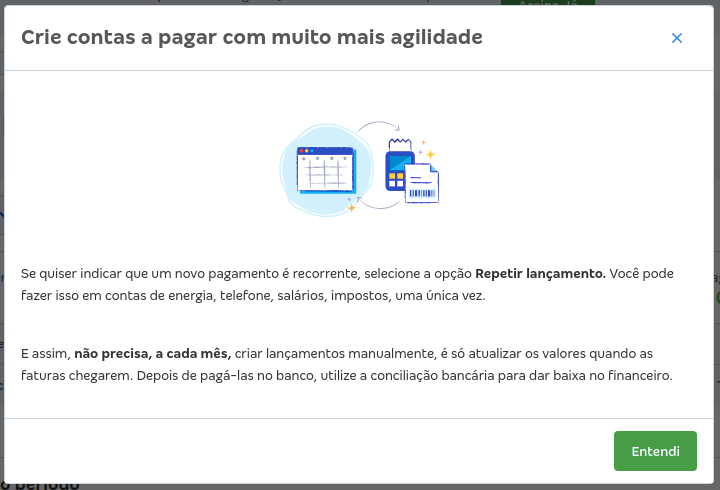 Assine Já
Crie contas a pagar com muito mais agilidade
Se quiser indicar que um novo pagamento é recorrente, selecione a opção Repetir lançamento. Você pode
fazer isso em contas de energia, telefone, salários, impostos, uma única vez.
E assim, não precisa, a cada mês, criar lançamentos manualmente, é só atualizar os valores quando as
faturas chegarem. Depois de pagá-las no banco, utilize a conciliação bancária para dar baixa no financeiro.
Entendi
o período